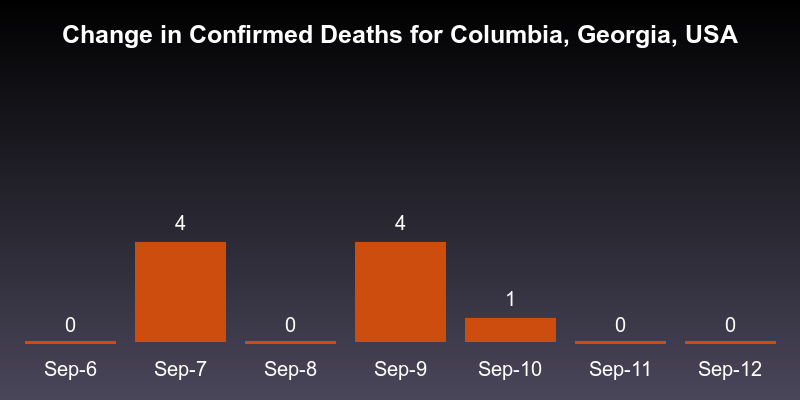 Change in Confirmed Deaths for Columbia, Georgia, USA
0 4 0 4 1 0 0
Sep-6 Sep-7 Sep-8 Sep-9 Sep-10 Sep-11 Sep-12